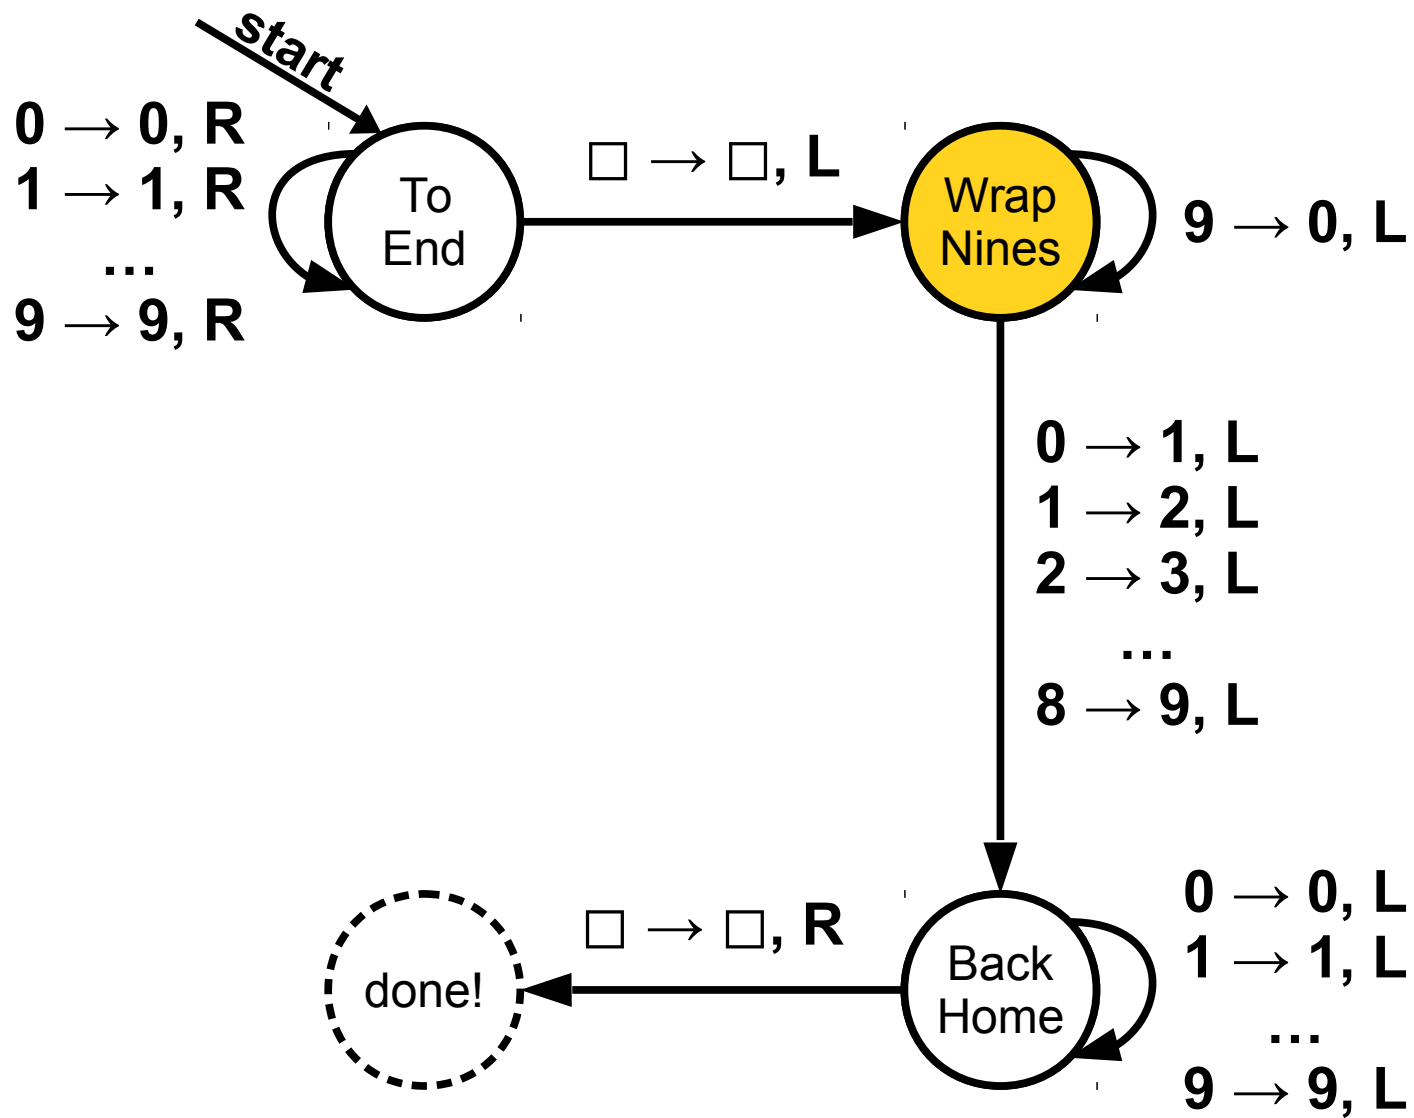 start
0 → 0, R
1 → 1, R
...
9 → 9, R
To
End
□ → □, L
Wrap
Nines
9 → 0, L
0 → 1, L
1 → 2, L
2 → 3, L
...
8 → 9, L
done!
□ → □, R
Back
Home
0 → 0, L
1 → 1, L
...
9 → 9, L